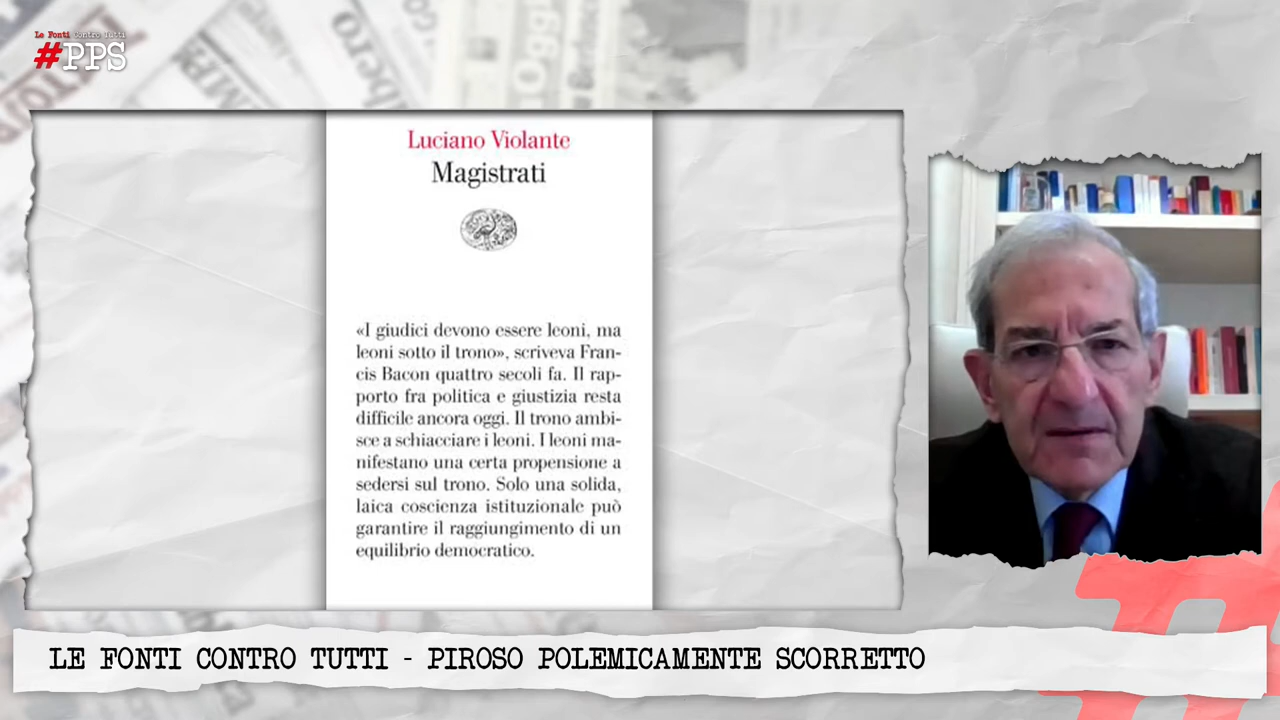 Le Fonti Contro Tutti
#PPS
Luciano Violante
Magistrati
«I giudici devono essere leoni, ma
leoni sotto il trono», scriveva Fran-
cis Bacon quattro secoli fa. Il rap-
porto fra politica e giustizia resta
difficile ancora oggi. Il trono ambi-
sce a schiacciare i leoni. I leoni ma-
nifestano una certa propensione a
sedersi sul trono. Solo una solida,
laica coscienza istituzionale può
garantire il raggiungimento di un
equilibrio democratico.
LE FONTI CONTRO TUTTI - PIROSO POLEMICAMENTE SCORRETTO